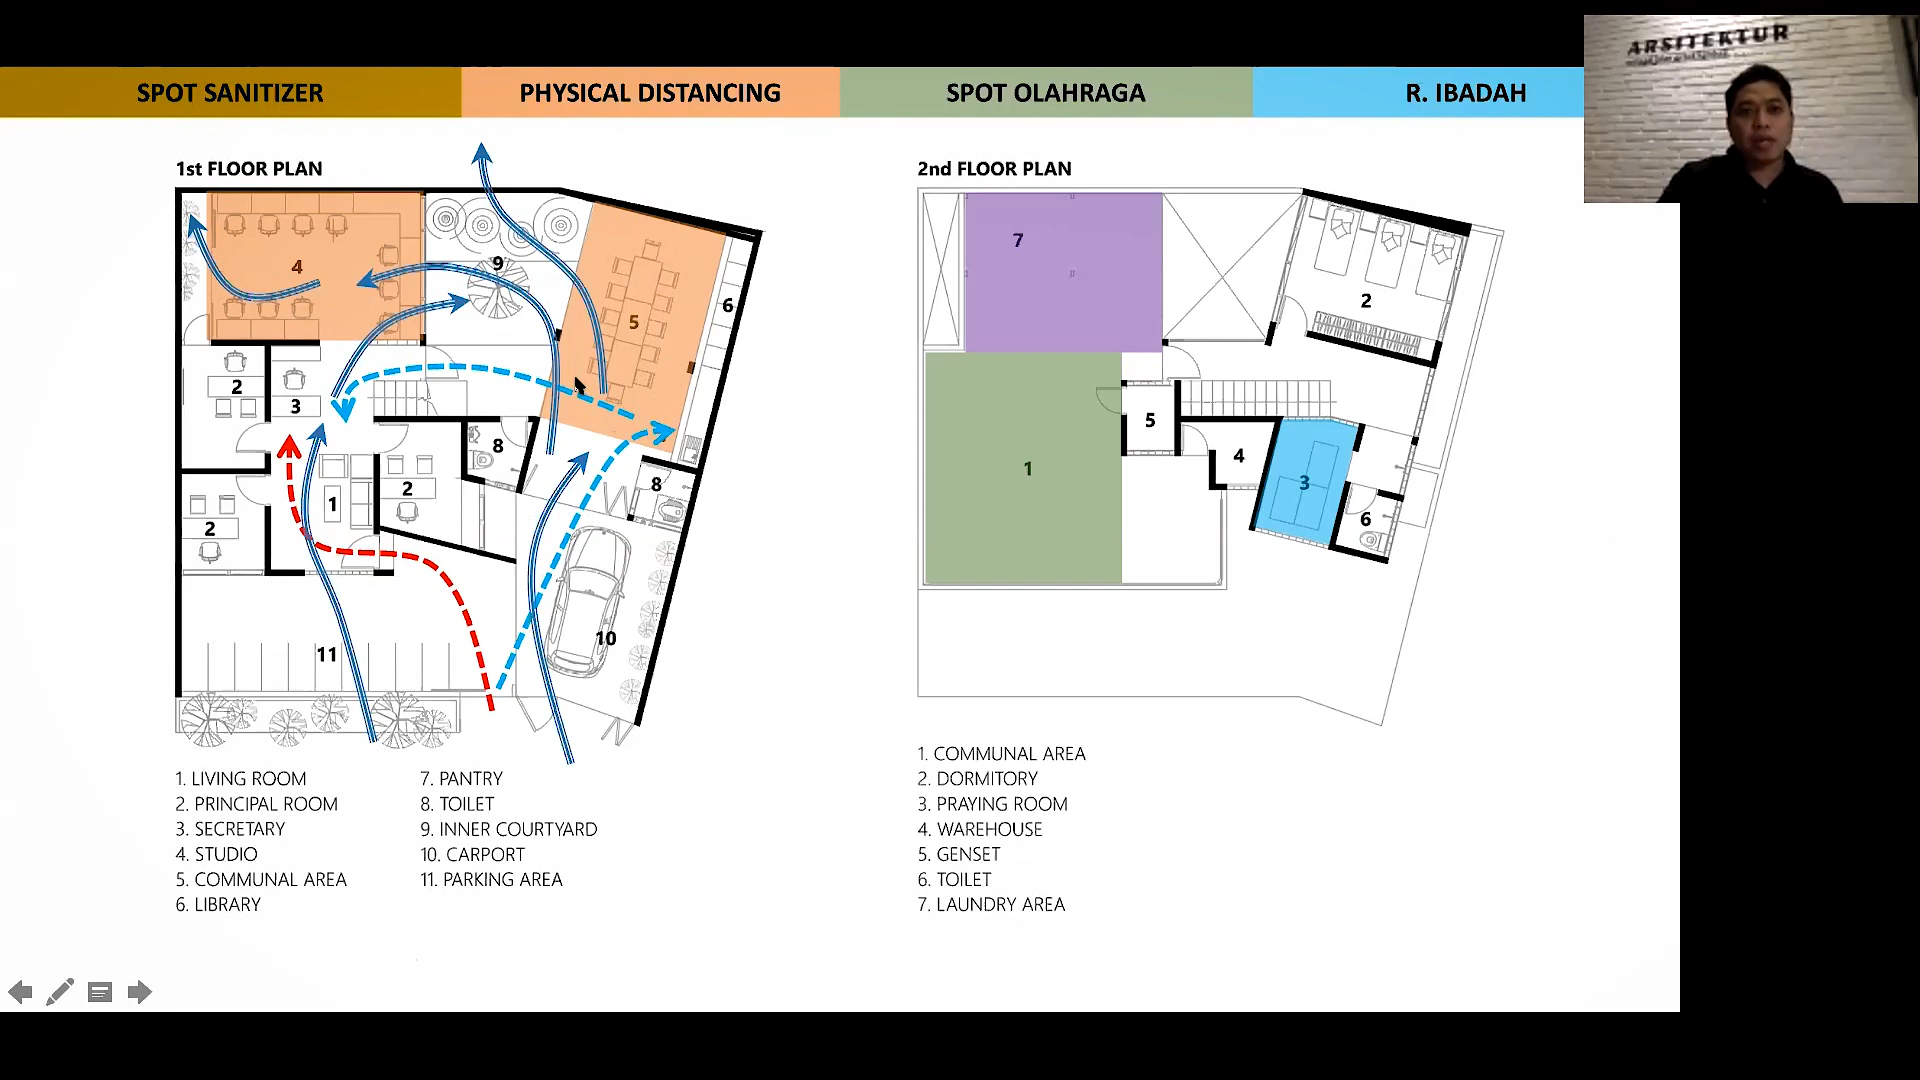 ARSITEKTUR
SPOT SANITIZER
PHYSICAL DISTANCING
SPOT OLAHRAGA
R. IBADAH
1st FLOOR PLAN
4
9
5
6
2
3
8
1
2
2
8
10
11
2nd FLOOR PLAN
7
2
5
4
1
3
6
1. LIVING ROOM
2. PRINCIPAL ROOM
3. SECRETARY
4. STUDIO
5. COMMUNAL AREA
6. LIBRARY
7. PANTRY
8. TOILET
9. INNER COURTYARD
10. CARPORT
11. PARKING AREA
1. COMMUNAL AREA
2. DORMITORY
3. PRAYING ROOM
4. WAREHOUSE
5. GENSET
6. TOILET
7. LAUNDRY AREA